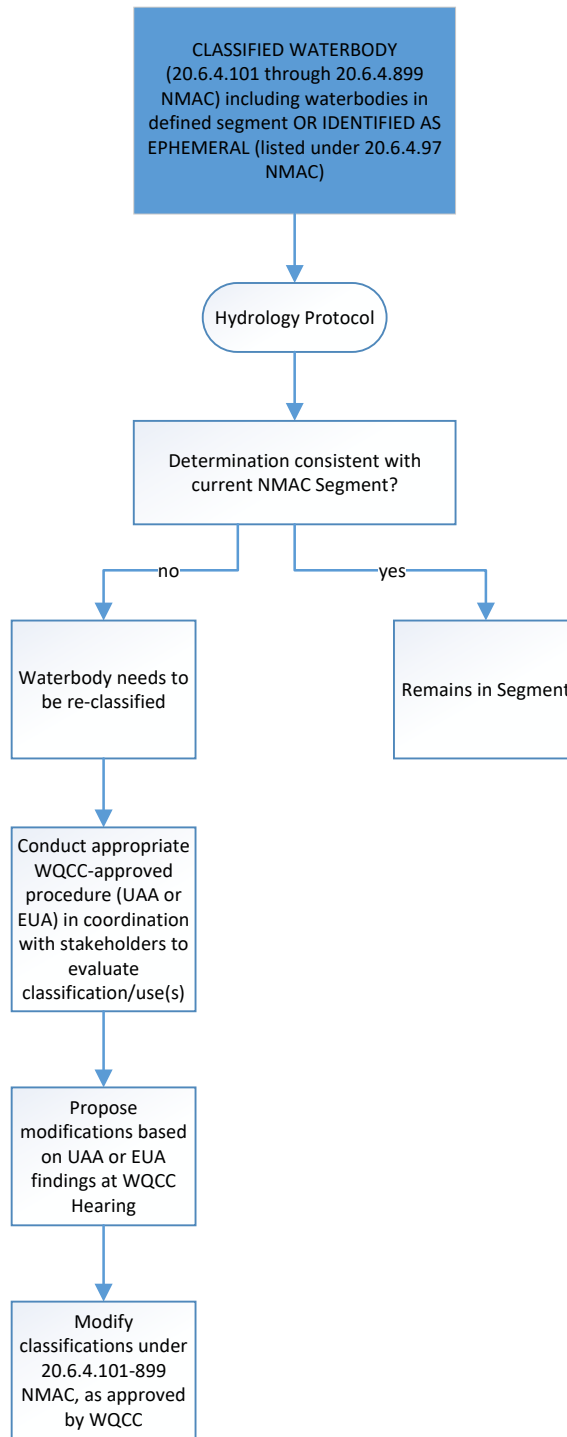 CLASSIFIED WATERBODY
(20.6.4.101 through 20.6.4.899
NMAC) including waterbodies in
defined segment OR IDENTIFIED AS
EPHEMERAL (listed under 20.6.4.97
NMAC)
Hydrology Protocol
Determination consistent with
current NMAC Segment?
no
yes
Waterbody needs to
be re-classified
Remains in Segment
Conduct appropriate
WQCC-approved
procedure (UAA or
EUA) in coordination
with stakeholders to
evaluate
classification/use(s)
Propose
modifications based
on UAA or EUA
findings at WQCC
Hearing
Modify
classifications under
20.6.4.101-899
NMAC, as approved
by WQCC